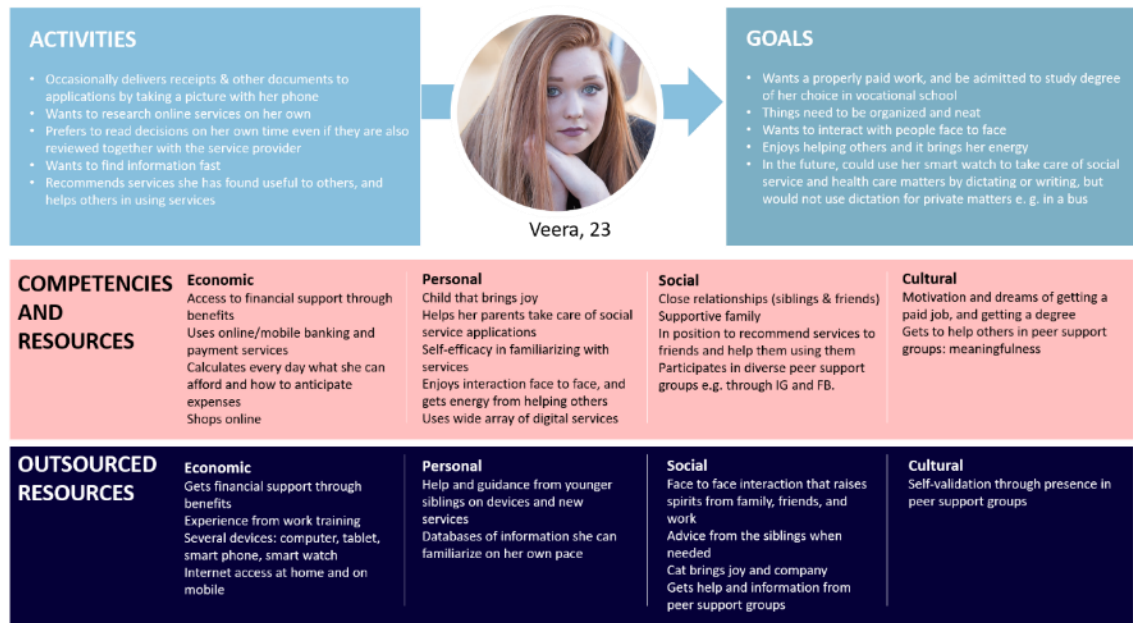 ACTIVITIES
• Occasionally delivers receipts & other documents to
applications by taking a picture with her phone
• Wants to research online services on her own
• Prefers to read decisions on her own time even if they are also
reviewed together with the service provider
• Wants to find information fast
• Recommends services she has found useful to others, and
helps others in using services
Veera, 23
GOALS
• Wants a properly paid work, and be admitted to study degree
of her choice in vocational school
• Things need to be organized and neat
• Wants to interact with people face to face
• Enjoys helping others and it brings her energy
• In the future, could use her smart watch to take care of social
service and health care matters by dictating or writing, but
would not use dictation for private matters e. g. in a bus
COMPETENCIES
AND
RESOURCES
Economic
Access to financial support through
benefits
Uses online/mobile banking and
payment services
Calculates every day what she can
afford and how to anticipate
expenses
Shops online
Personal
Child that brings joy
Helps her parents take care of social
service applications
Self-efficacy in familiarizing with
services
Enjoys interaction face to face, and
gets energy from helping others
Uses wide array of digital services
Social
Close relationships (siblings & friends)
Supportive family
In position to recommend services to
friends and help them using them
Participates in diverse peer support
groups e.g. through IG and FB.
Cultural
Motivation and dreams of getting a
paid job, and getting a degree
Gets to help others in peer support
groups: meaningfulness
OUTSOURCED
RESOURCES
Economic
Gets financial support through
benefits
Experience from work training
Several devices: computer, tablet,
smart phone, smart watch
Internet access at home and on
mobile
Personal
Help and guidance from younger
siblings on devices and new
services
Databases of information she can
familiarize on her own pace
Social
Face to face interaction that raises
spirits from family, friends, and
work
Advice from the siblings when
needed
Cat brings joy and company
Gets help and information from
peer support groups
Cultural
Self-validation through presence in
peer support groups